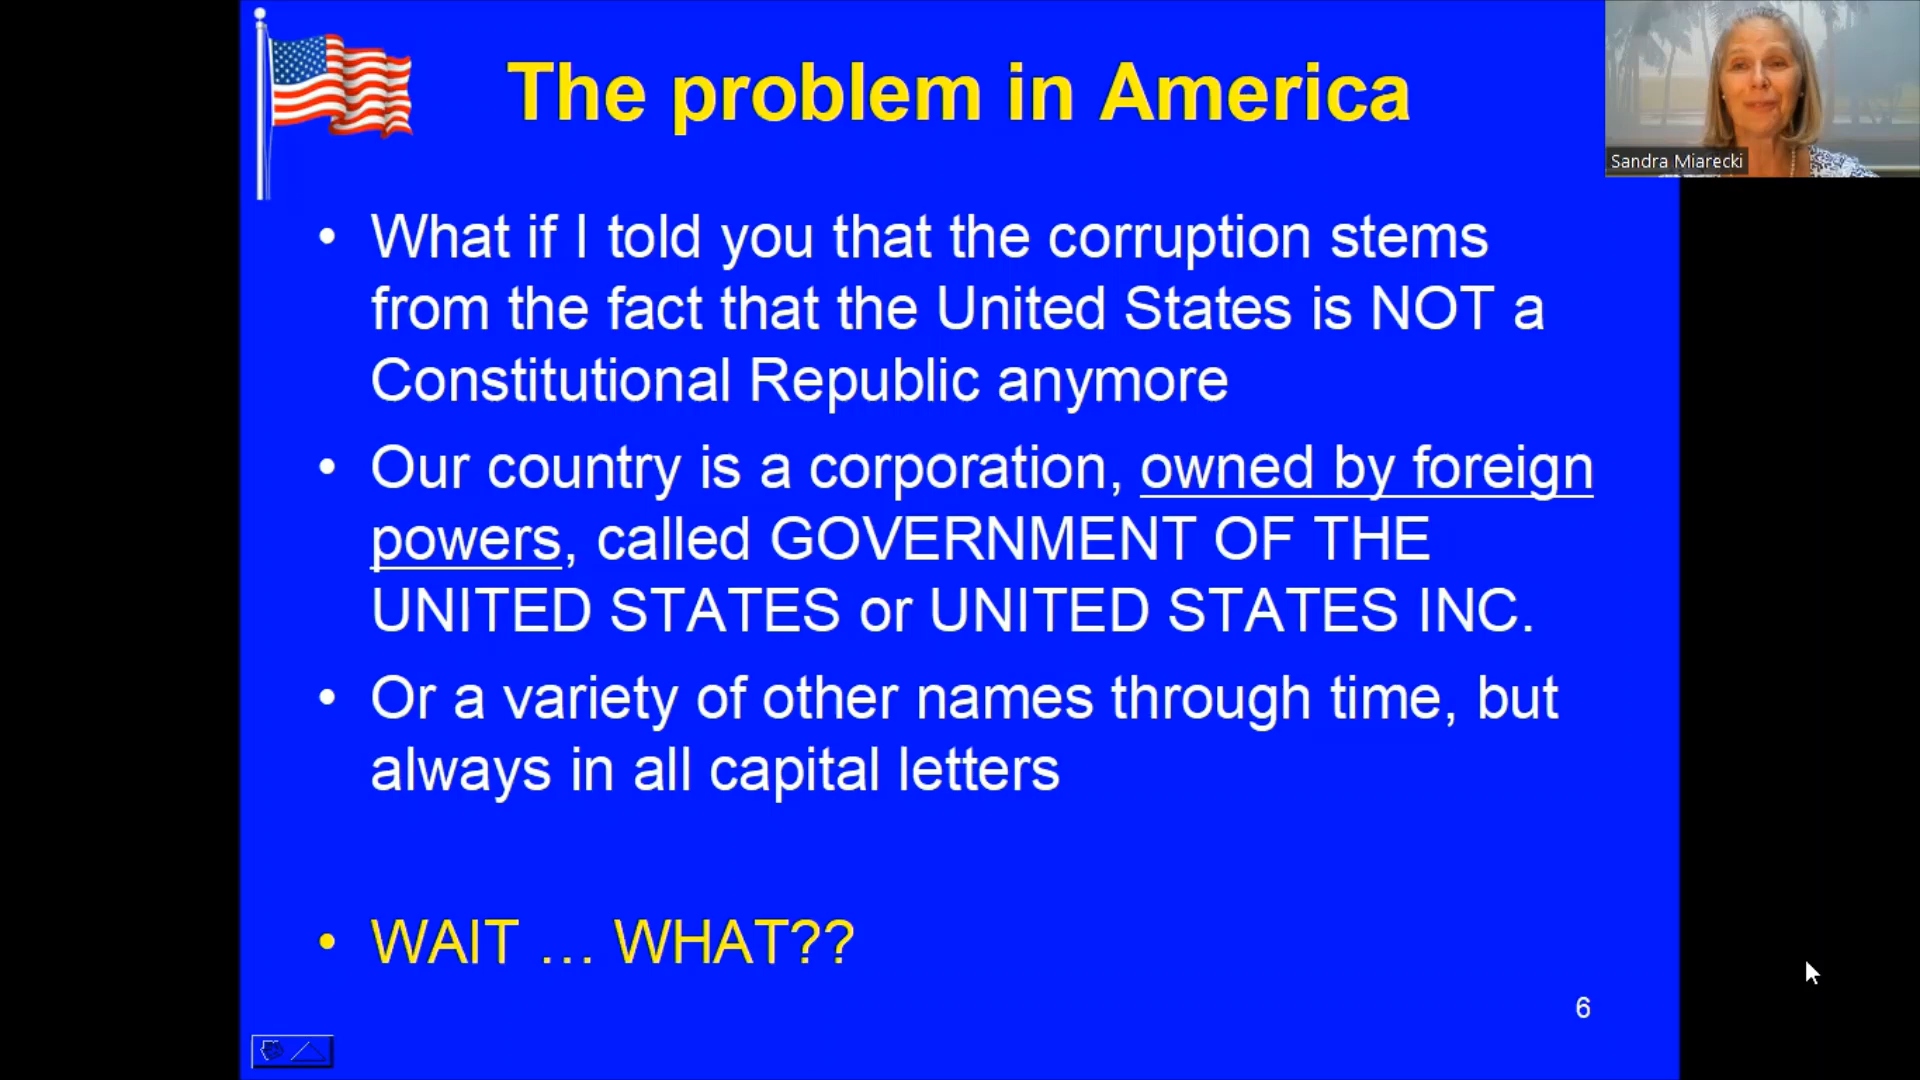 The problem in America
Sandra Miarecki
• What if I told you that the corruption stems
from the fact that the United States is NOT a
Constitutional Republic anymore
• Our country is a corporation, owned by foreign
powers, called GOVERNMENT OF THE
UNITED STATES or UNITED STATES INC.
• Or a variety of other names through time, but
always in all capital letters
• WAIT … WHAT??
6